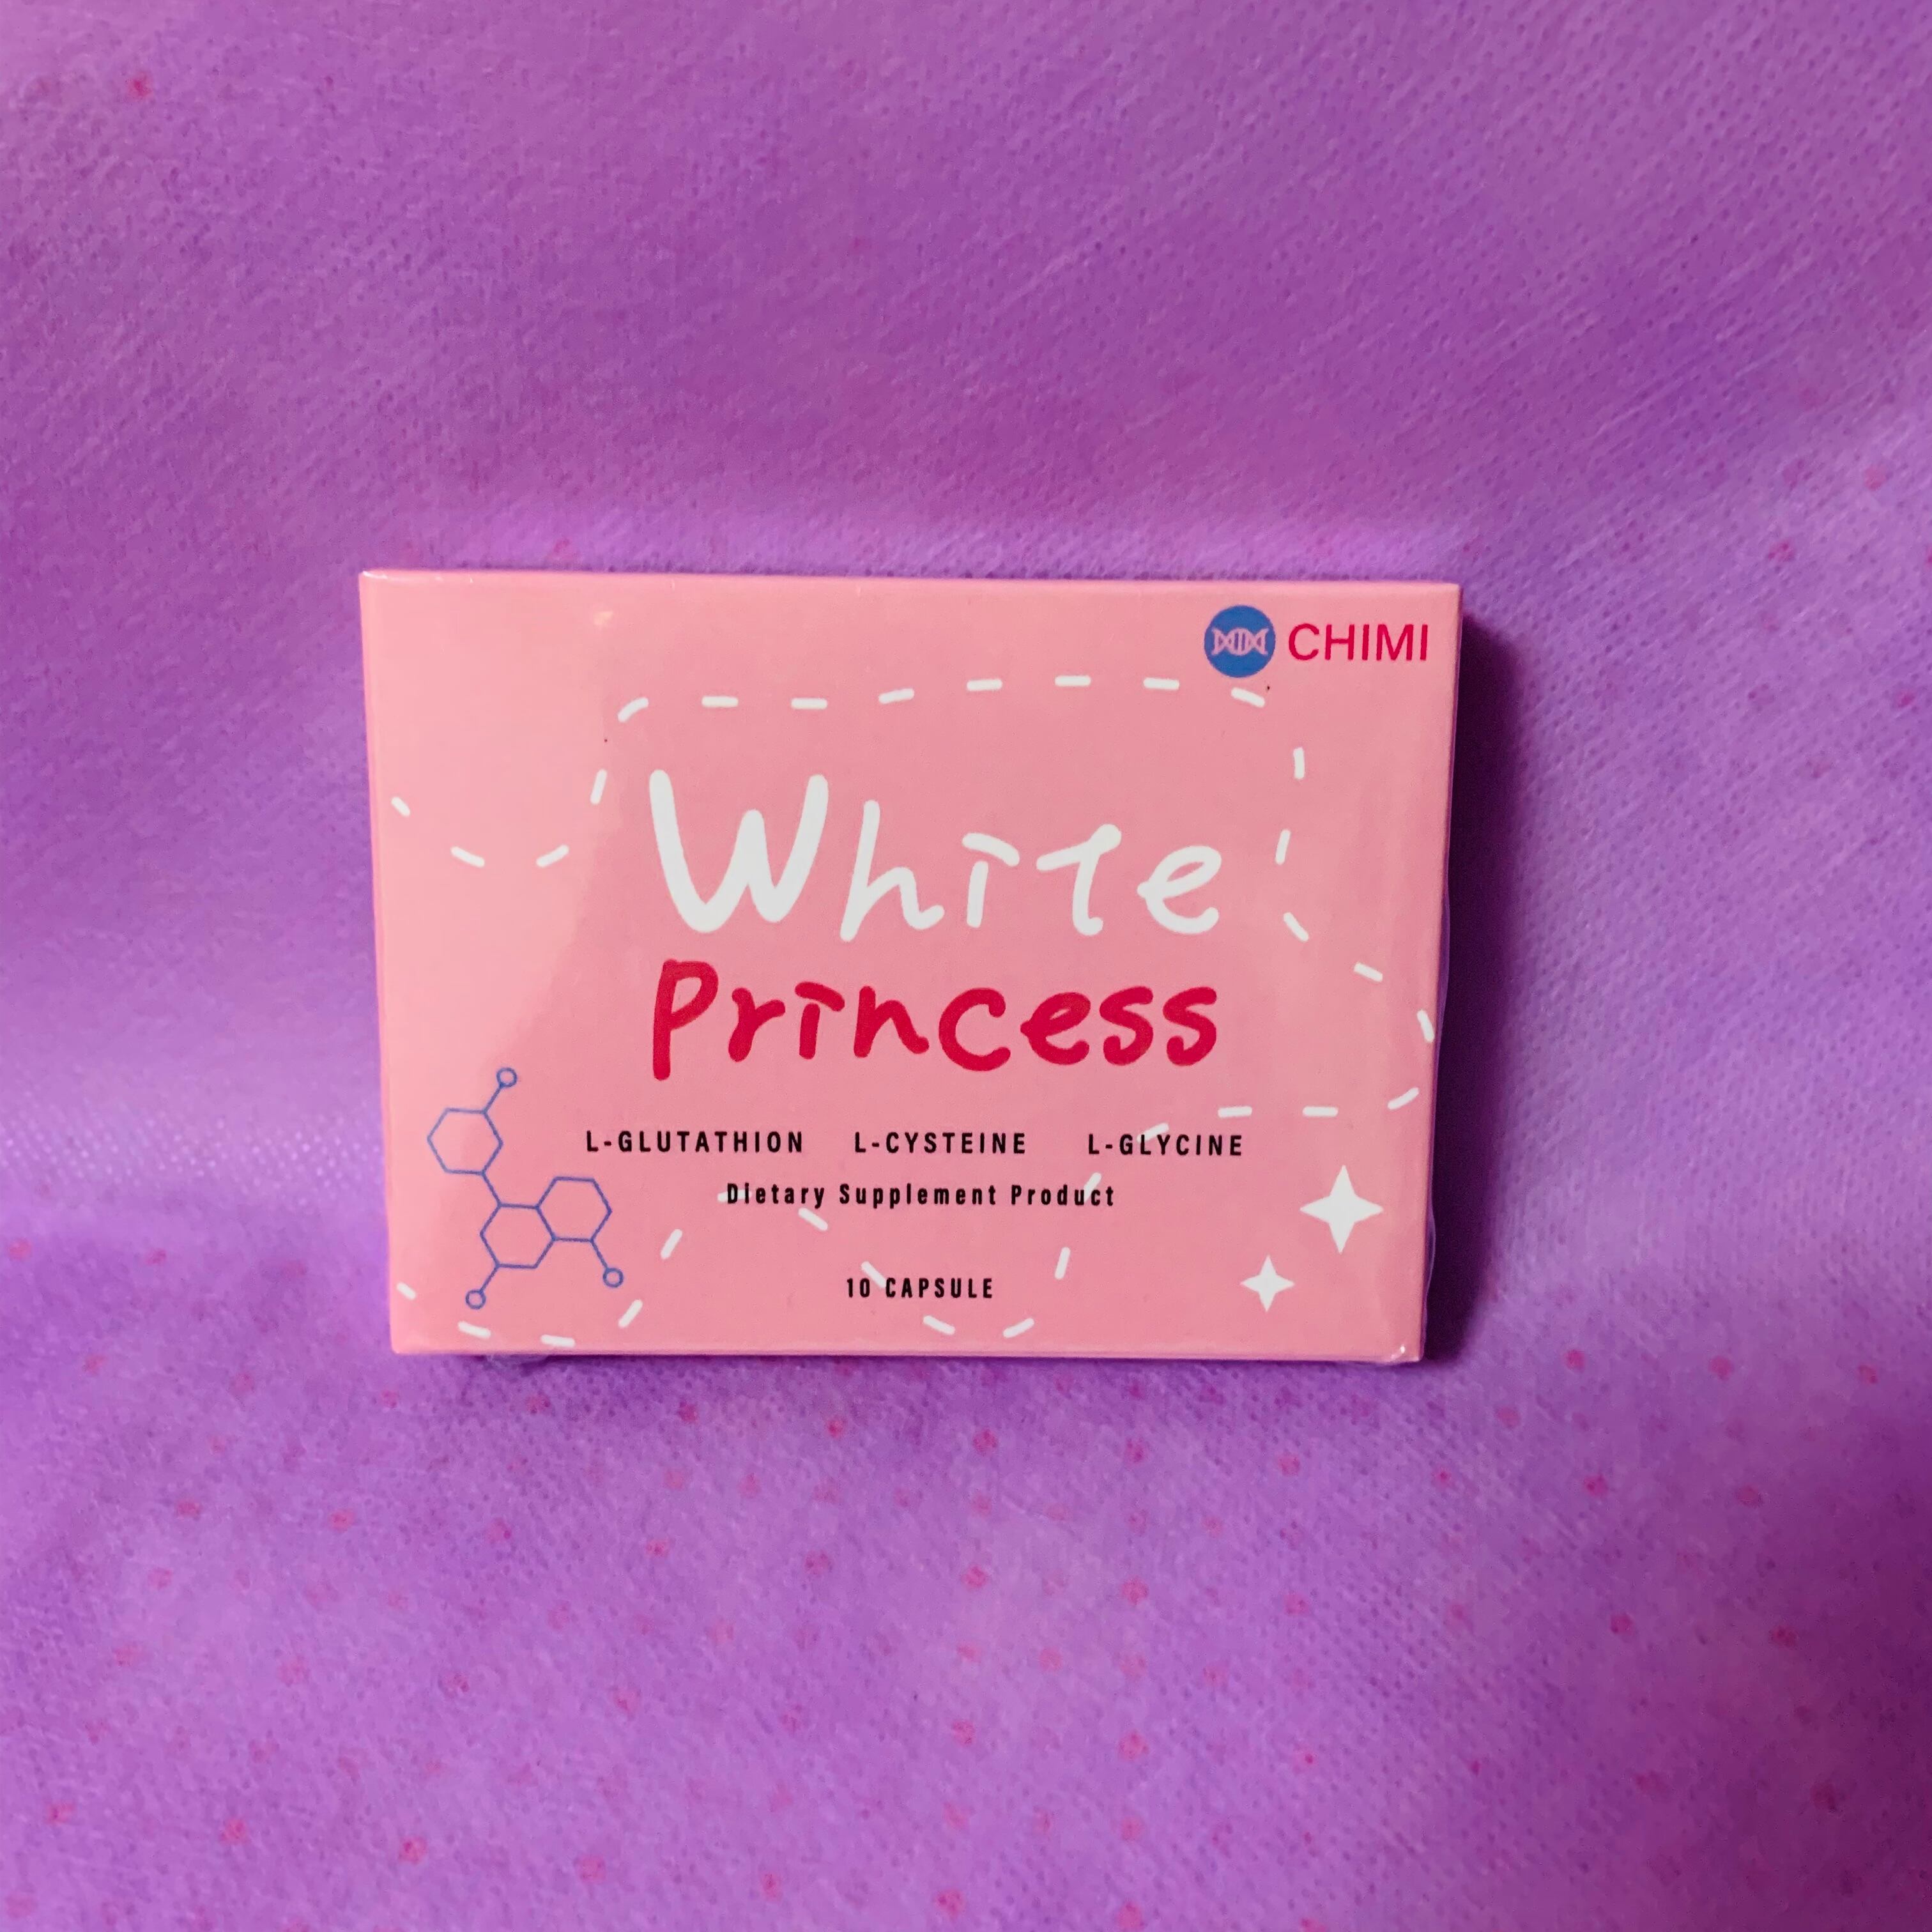 CHIMI
White
Princess
L-GLUTATHION L-CYSTEINE L-GLYCINE
Dietary Supplement Product
10 CAPSULE